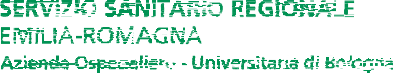 SERVIZIO SANITARIO REGIONALE
EMILIA-ROMAGNA
Azienda Ospedaliero - Universitaria di Bologna